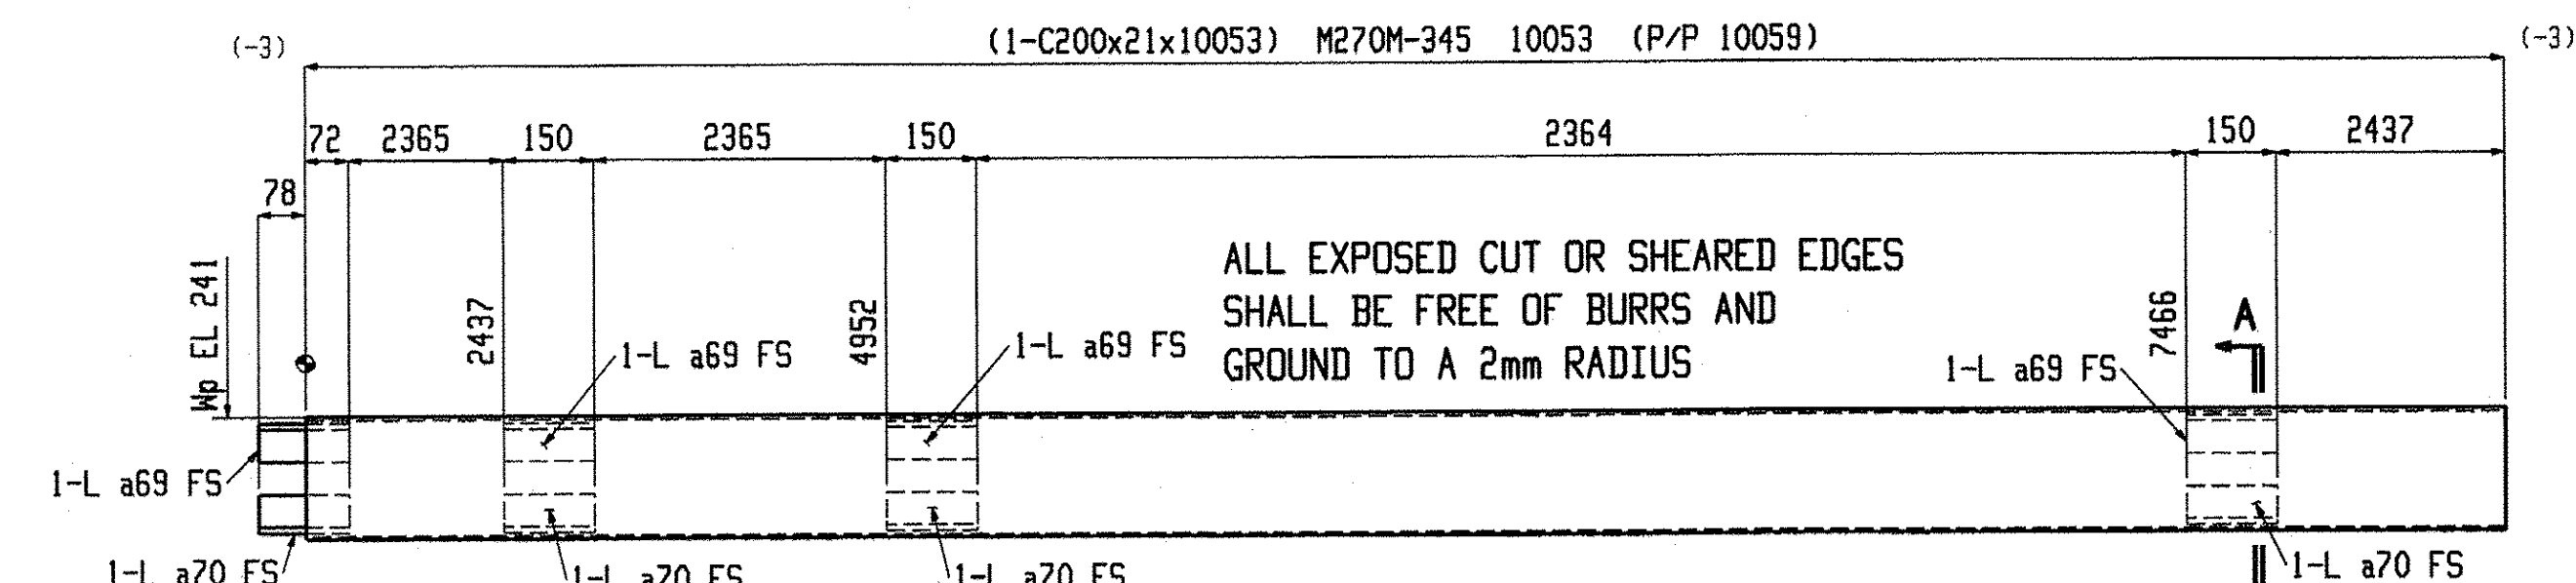 (-3) (1-C200x21x10053) M270M-345 10053 (P/P 10059) (-3)
72 2365 150 2365 150 2364 150 2437
78
Wp EL 241
2437
4952
7466
A
ALL EXPOSED CUT OR SHEARED EDGES
SHALL BE FREE OF BURRS AND
GROUND TO A 2mm RADIUS
1-L a69 FS 1-L a69 FS 1-L a69 FS
1-L a69 FS
1-L a70 FS 1-L a70 FS 1-L a70 FS 1-L a70 FS